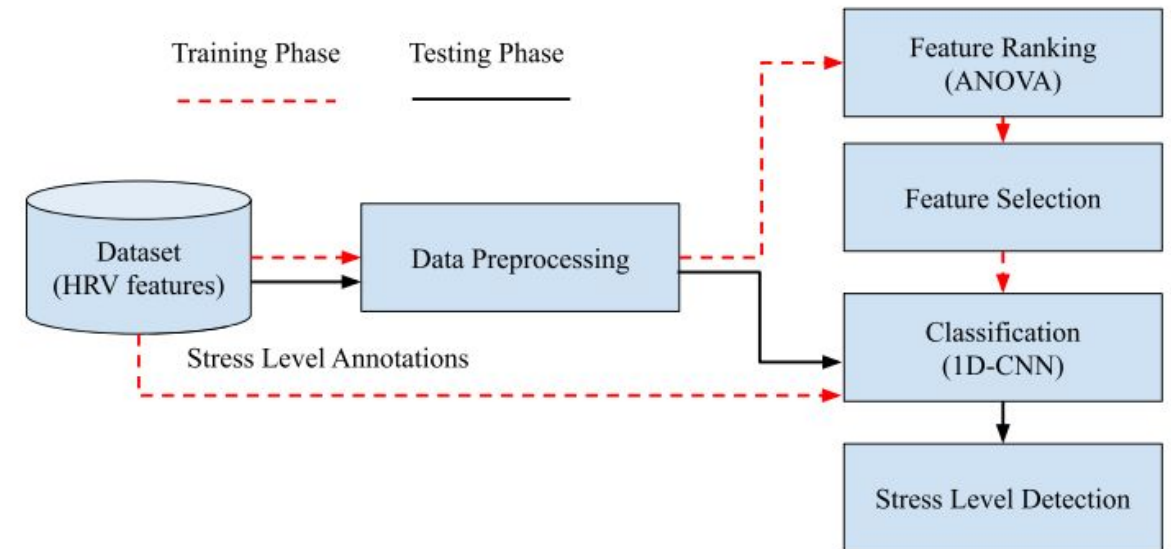 Training Phase
Testing Phase
Feature Ranking
(ANOVA)
Feature Selection
Dataset
(HRV features)
Data Preprocessing
Classification
(1D-CNN)
Stress Level Annotations
Stress Level Detection